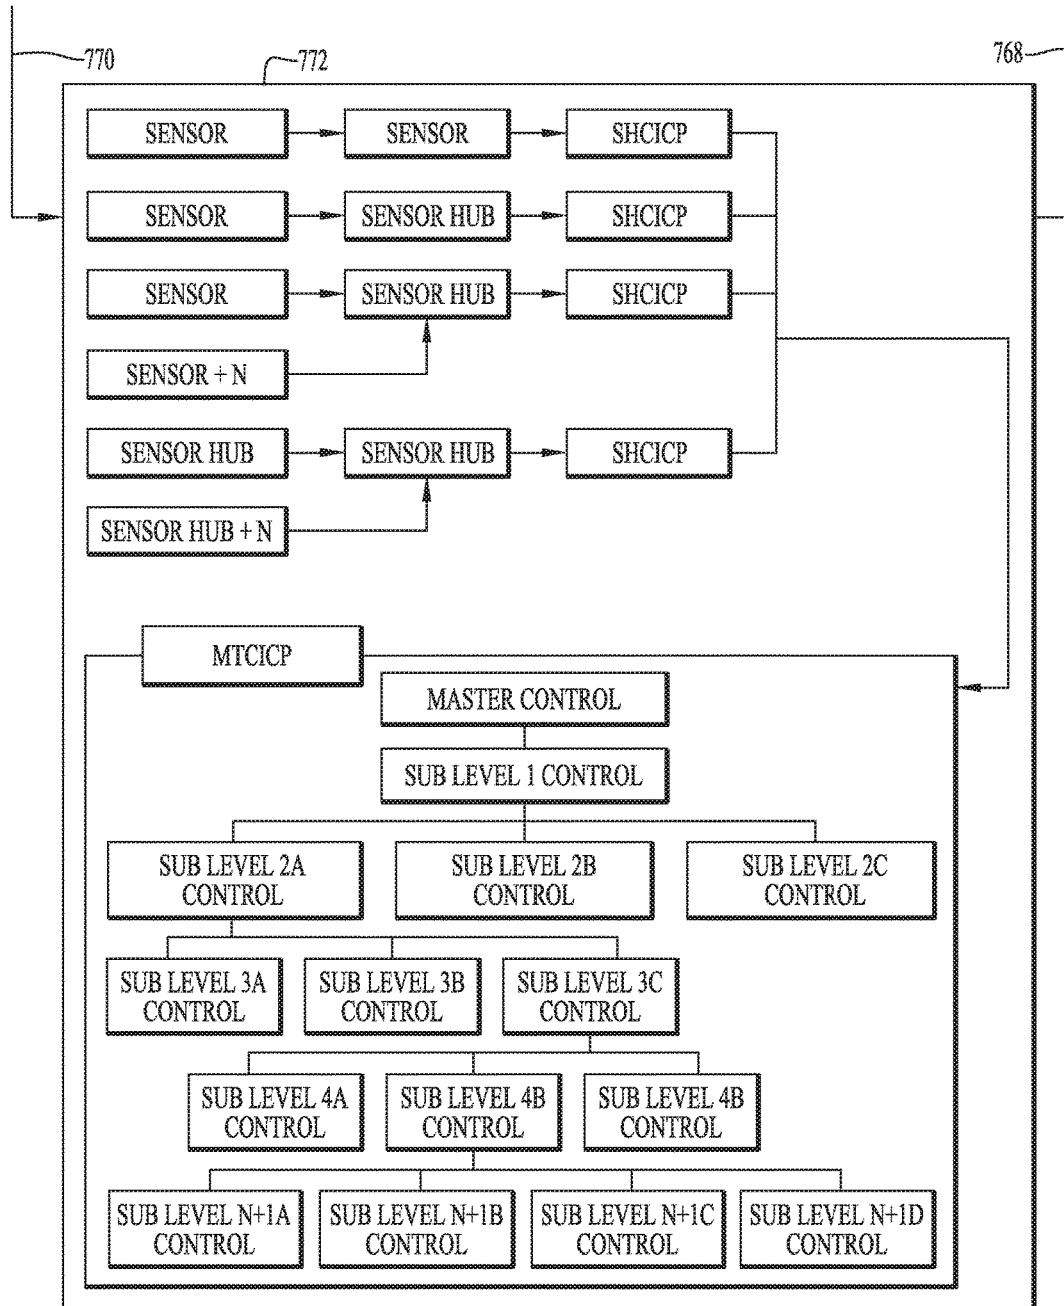 770
772
768
SENSOR
SENSOR
SHCICP
SENSOR
SENSOR HUB
SHCICP
SENSOR
SENSOR HUB
SHCICP
SENSOR + N
SENSOR HUB
SENSOR HUB
SHCICP
SENSOR HUB + N
MTCICP
MASTER CONTROL
SUB LEVEL 1 CONTROL
SUB LEVEL 2A
CONTROL
SUB LEVEL 2B
CONTROL
SUB LEVEL 2C
CONTROL
SUB LEVEL 3A
CONTROL
SUB LEVEL 3B
CONTROL
SUB LEVEL 3C
CONTROL
SUB LEVEL 4A
CONTROL
SUB LEVEL 4B
CONTROL
SUB LEVEL 4B
CONTROL
SUB LEVEL N+1A
CONTROL
SUB LEVEL N+1B
CONTROL
SUB LEVEL N+1C
CONTROL
SUB LEVEL N+1D
CONTROL